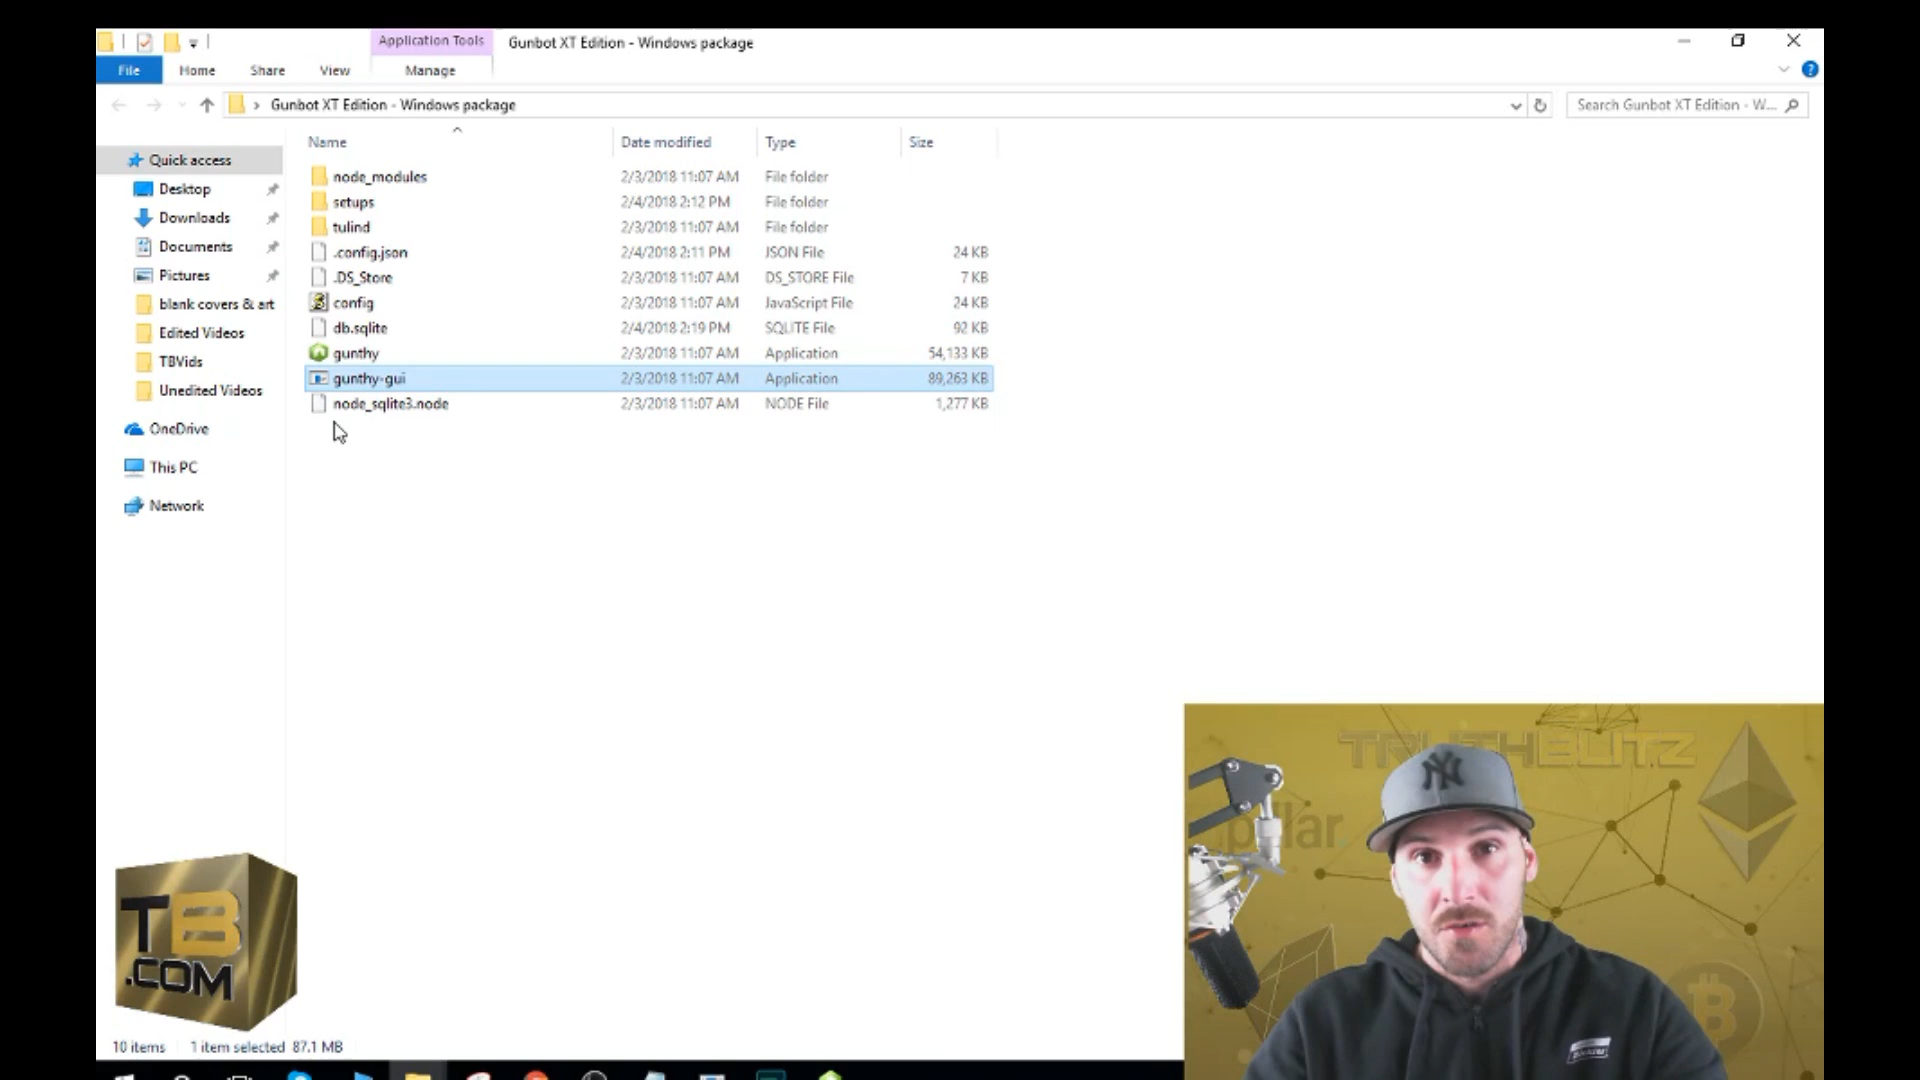 Application Tools
Gunbot XT Edition - Windows package
File
Home
Share
View
Manage
Gunbot XT Edition - Windows package
Search Gunbot XT Edition - W...
Name
Date modified
Type
Size
Quick access
Desktop
Downloads
Documents
Pictures
blank covers & art
Edited Videos
TBVids
Unedited Videos
OneDrive
This PC
Network
node_modules 2/3/2018 11:07 AM File folder
setups 2/4/2018 2:12 PM File folder
tulind 2/3/2018 11:07 AM File folder
.config.json 2/4/2018 2:11 PM JSON File 24 KB
.DS_Store 2/3/2018 11:07 AM DS_STORE File 7 KB
config 2/3/2018 11:07 AM JavaScript File 24 KB
db.sqlite 2/4/2018 2:19 PM SQLITE File 92 KB
gunthy 2/3/2018 11:07 AM Application 54,133 KB
gunthy-gui 2/3/2018 11:07 AM Application 89,263 KB
node_sqlite3.node 2/3/2018 11:07 AM NODE File 1,277 KB
TB
.COM
NY
10 items
1 item selected 87.1 MB